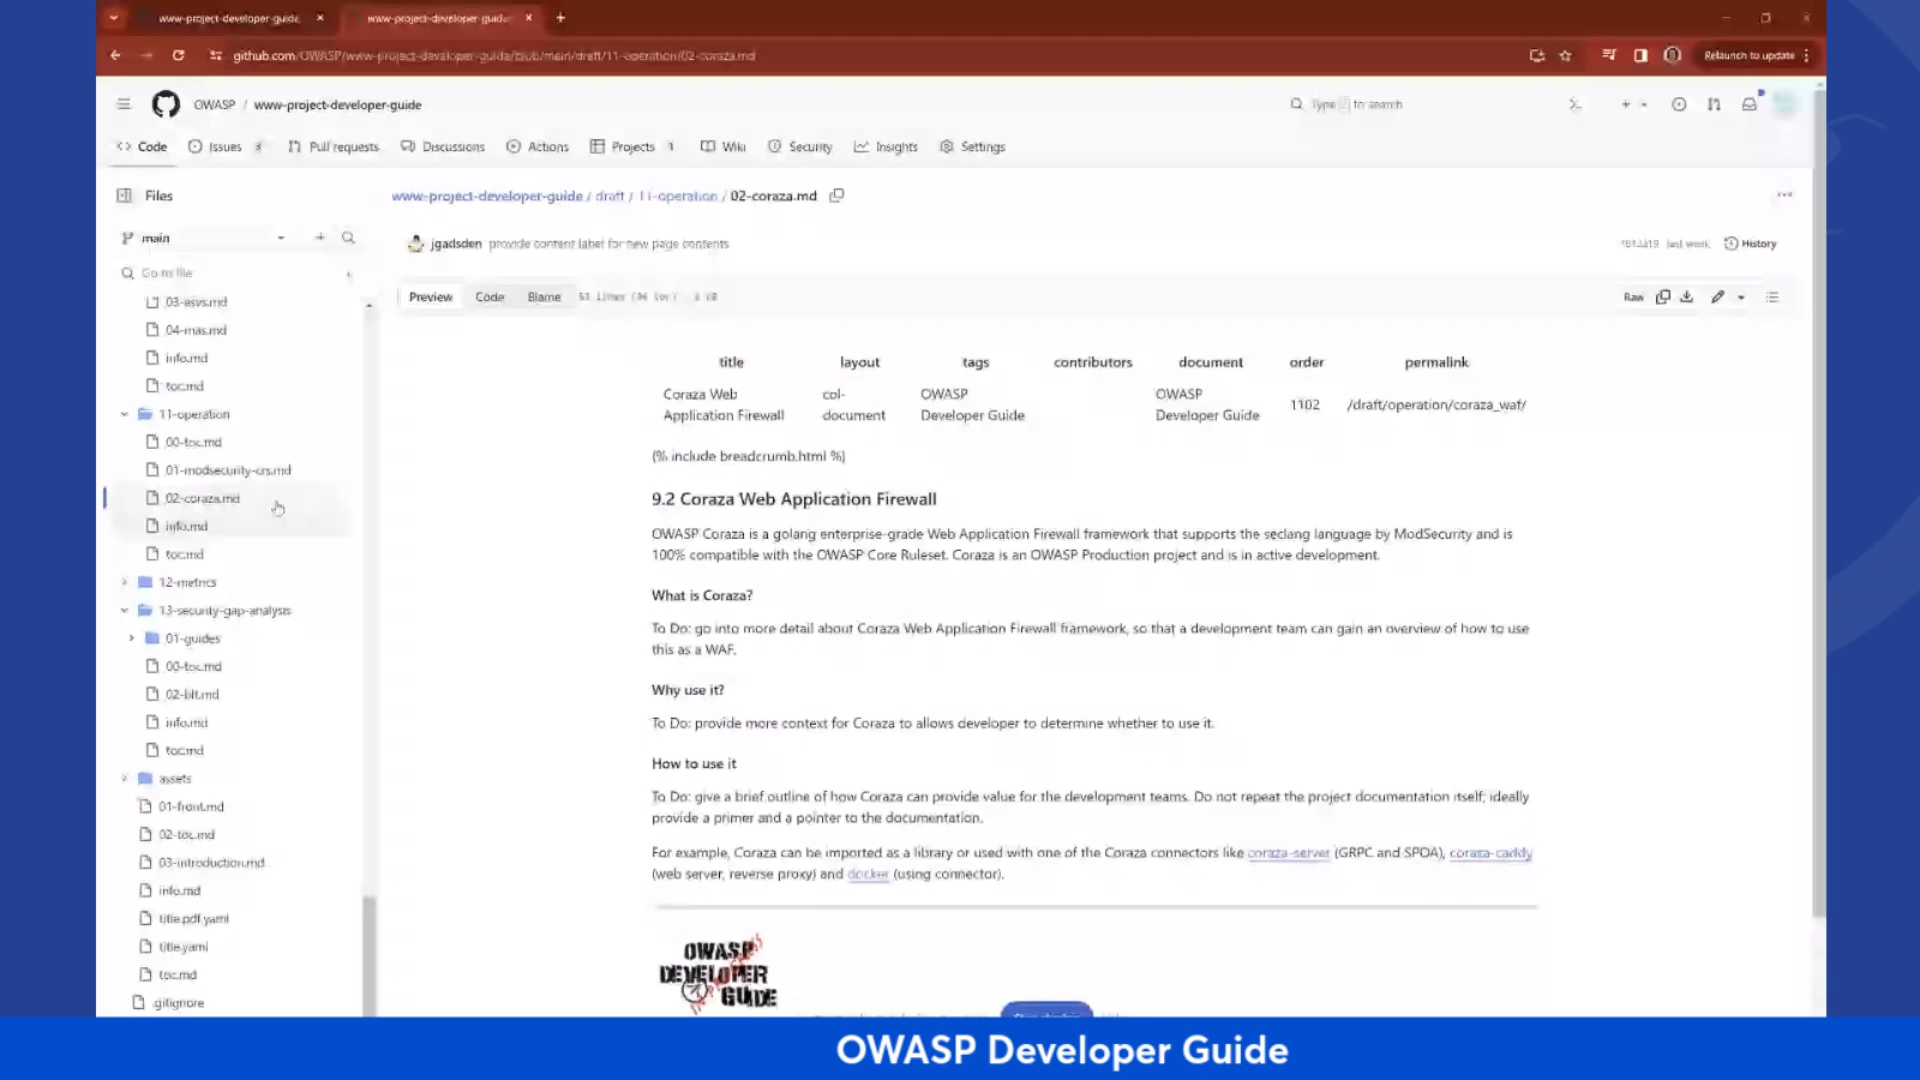 www-project-developer-guide
www-project-developer-guide
github.com/OWASP/www-project-developer-guide/blob/main/draft/11-operation/02-coraza.md
Relaunch to update
OWASP / www-project-developer-guide
Type / to search
Code
Issues
Pull requests
Discussions
Actions
Projects 1
Wiki
Security
Insights
Settings
Files
www-project-developer-guide / draft / 11-operation / 02-coraza.md
main
jgadsden provide content label for new page contents
last week
History
Go to file
Preview
Code
Blame
Raw
03-asvs.md
04-mas.md
info.md
toc.md
11-operation
00-toc.md
01-modsecurity-crs.md
02-coraza.md
info.md
toc.md
12-metrics
13-security-gap-analysis
01-guides
00-toc.md
02-blt.md
info.md
toc.md
assets
01-front.md
02-toc.md
03-introduction.md
info.md
title.pdf.yaml
title.yaml
toc.md
.gitignore
title layout tags contributors document order permalink
Coraza Web Application Firewall
col-document
OWASP Developer Guide
OWASP Developer Guide
1102
/draft/operation/coraza_waf/
{% include breadcrumb.html %}
9.2 Coraza Web Application Firewall
OWASP Coraza is a golang enterprise-grade Web Application Firewall framework that supports the seclang language by ModSecurity and is
100% compatible with the OWASP Core Ruleset. Coraza is an OWASP Production project and is in active development.
What is Coraza?
To Do: go into more detail about Coraza Web Application Firewall framework, so that a development team can gain an overview of how to use
this as a WAF.
Why use it?
To Do: provide more context for Coraza to allows developer to determine whether to use it.
How to use it
To Do: give a brief outline of how Coraza can provide value for the development teams. Do not repeat the project documentation itself; ideally
provide a primer and a pointer to the documentation.
For example, Coraza can be imported as a library or used with one of the Coraza connectors like coraza-server (GRPC and SPOA), coraza-caddy
(web server, reverse proxy) and docker (using connector).
OWASP
DEVELOPER
GUIDE
OWASP Developer Guide